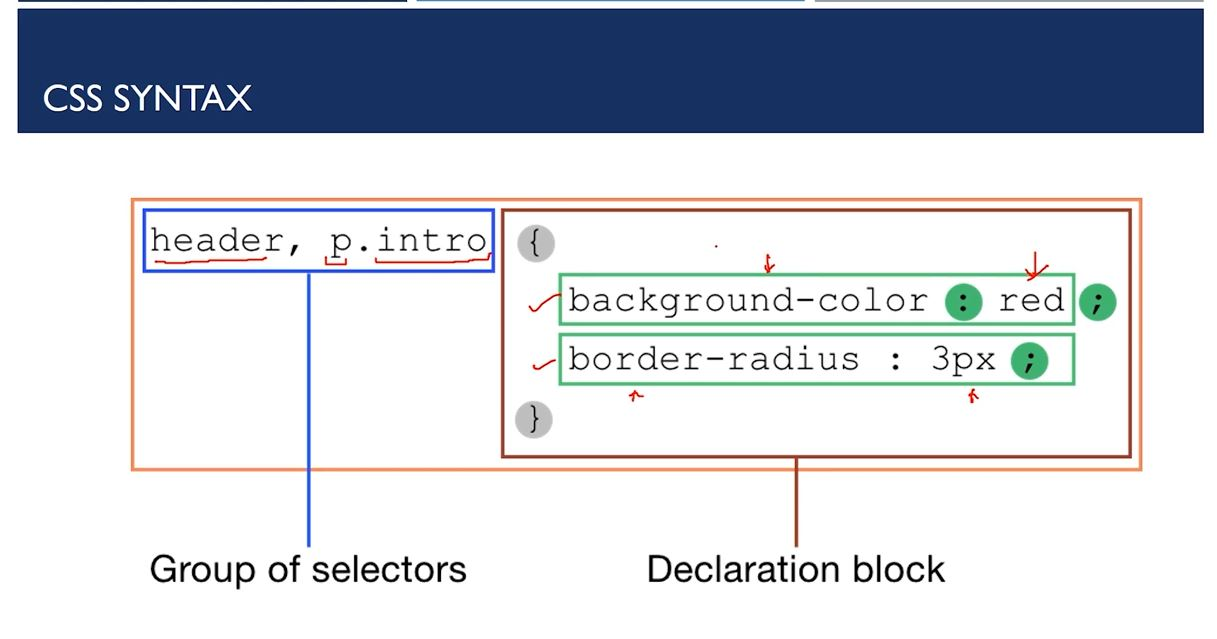 CSS SYNTAX
header, p.intro {
background-color : red ;
border-radius : 3px ;
}
Group of selectors
Declaration block